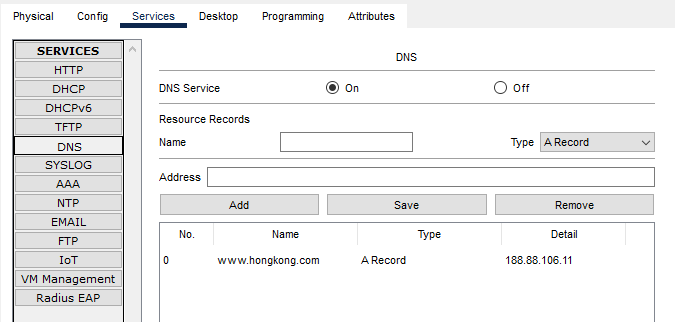 Physical Config Services Desktop Programming Attributes
SERVICES
HTTP
DHCP
DHCPv6
TFTP
DNS
SYSLOG
AAA
NTP
EMAIL
FTP
IoT
VM Management
Radius EAP
DNS
DNS Service On Off
Resource Records
Name Type A Record
Address
Add Save Remove
No. Name Type Detail
0 www.hongkong.com A Record 188.88.106.11